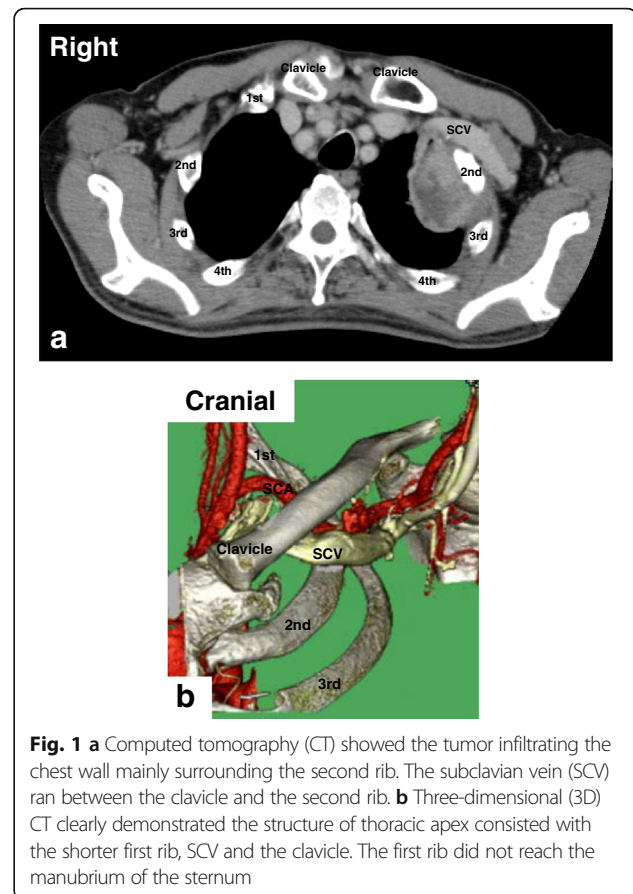 Right
Clavicle
Clavicle
1st
SCV
2nd
2nd
3rd
3rd
4th
4th
a
Cranial
1st
SCA
Clavicle
SCV
2nd
3rd
b
Fig. 1 a Computed tomography (CT) showed the tumor infiltrating the
chest wall mainly surrounding the second rib. The subclavian vein (SCV)
ran between the clavicle and the second rib. b Three-dimensional (3D)
CT clearly demonstrated the structure of thoracic apex consisted with
the shorter first rib, SCV and the clavicle. The first rib did not reach the
manubrium of the sternum